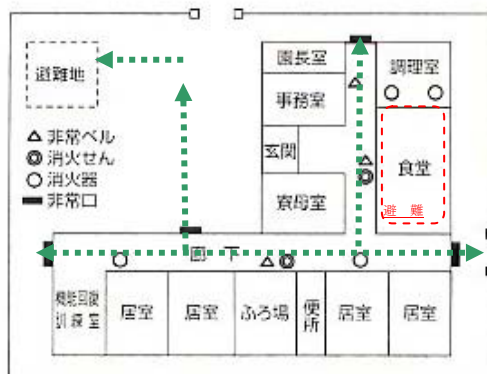 避難地
△ 非常ベル
◎ 消火せん
○ 消火器
非常口
園長室
事務室
玄関
寮母室
調理室
食堂
避 難
廊 下
機能回復
訓練室
居室
居室
ふろ場
便所
居室
居室